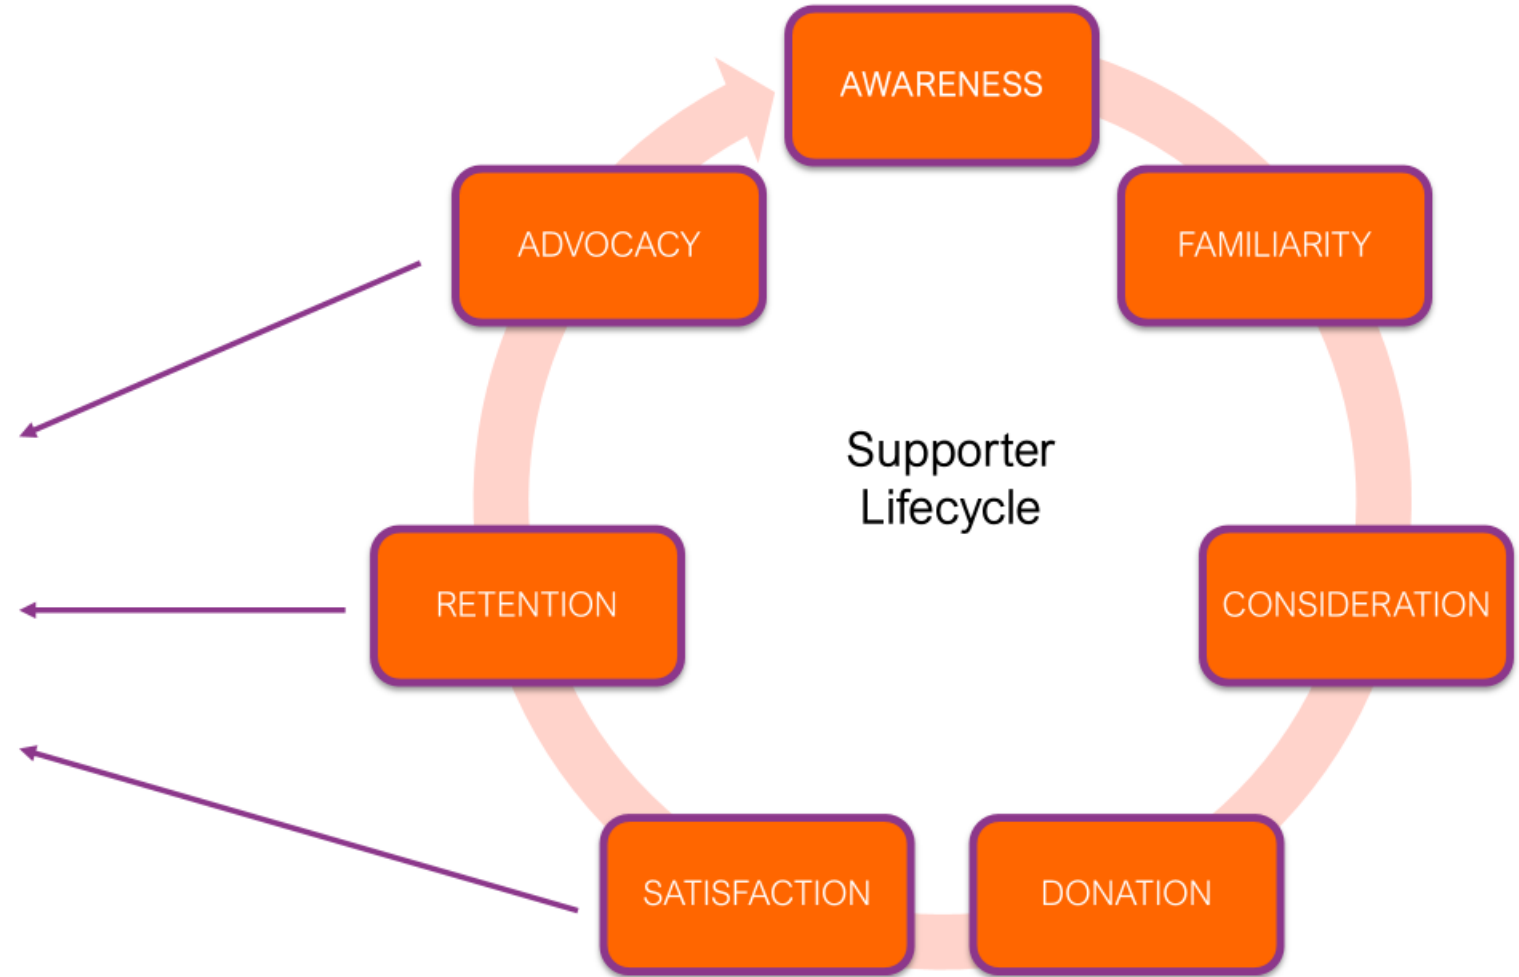 AWARENESS
FAMILIARITY
CONSIDERATION
DONATION
SATISFACTION
RETENTION
ADVOCACY
Supporter
Lifecycle